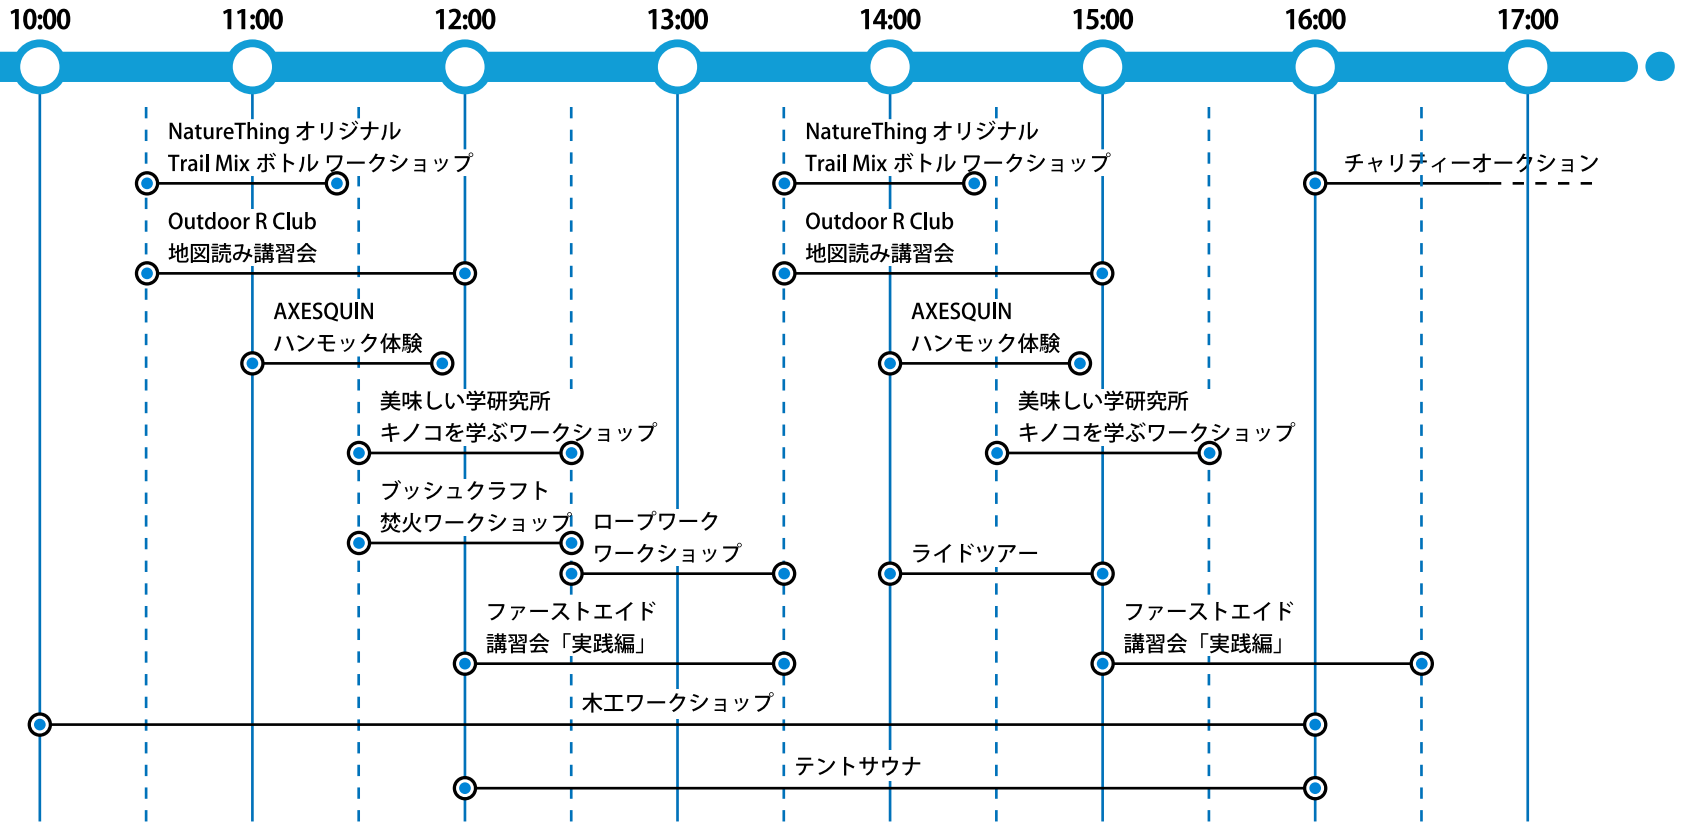 10:00 11:00 12:00 13:00 14:00 15:00 16:00 17:00
NatureThing オリジナル
Trail Mix ボトル ワークショップ
NatureThing オリジナル
Trail Mix ボトル ワークショップ
チャリティーオークション
Outdoor R Club
地図読み講習会
Outdoor R Club
地図読み講習会
AXESQUIN
ハンモック体験
AXESQUIN
ハンモック体験
美味しい学研究所
キノコを学ぶワークショップ
美味しい学研究所
キノコを学ぶワークショップ
ブッシュクラフト
焚火ワークショップ
ロープワーク
ワークショップ
ライドツアー
ファーストエイド
講習会「実践編」
ファーストエイド
講習会「実践編」
木工ワークショップ
テントサウナ